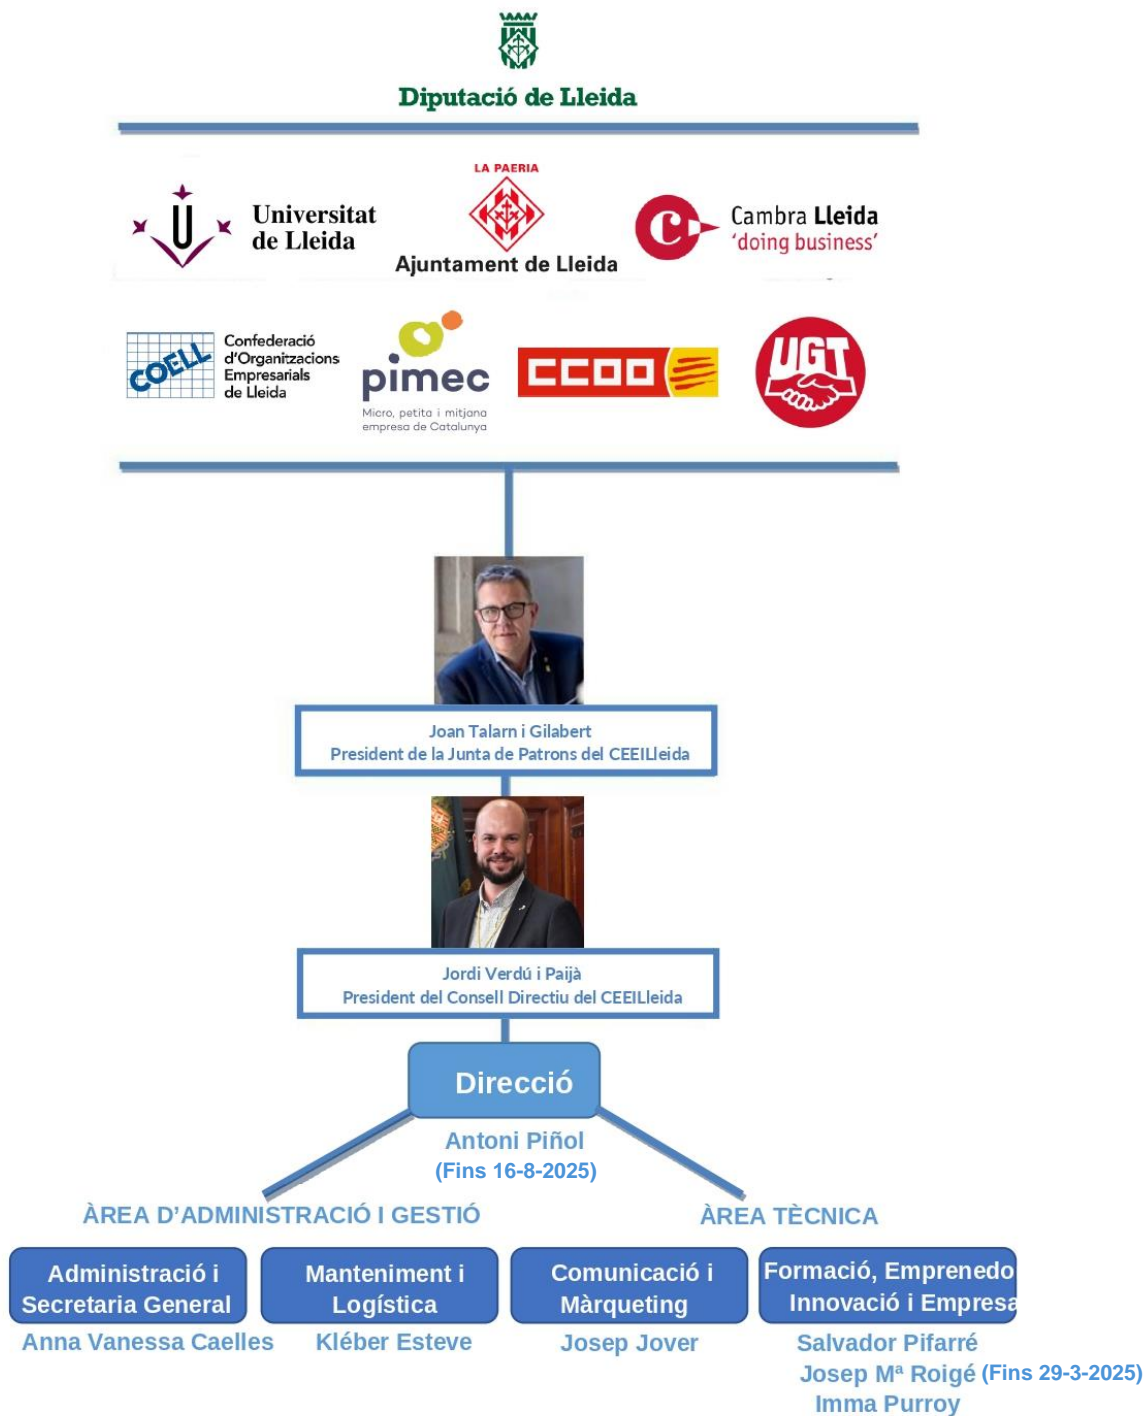 Diputació de Lleida
LA PAERIA
Universitat
de Lleida
Ajuntament de Lleida
Cambra Lleida
'doing business'
COELL
Confederació
d'Organitzacions
Empresarials
de Lleida
pimec
Micro, petita i mitjana
empresa de Catalunya
CCOO
UGT
Joan Talarn i Gilabert
President de la Junta de Patrons del CEEILleida
Jordi Verdú i Paijà
President del Consell Directiu del CEEILleida
Direcció
Antoni Piñol
(Fins 16-8-2025)
ÀREA D'ADMINISTRACIÓ I GESTIÓ
ÀREA TÈCNICA
Administració i
Secretaria General
Anna Vanessa Caelles
Manteniment i
Logística
Kléber Esteve
Comunicació i
Màrqueting
Josep Jover
Formació, Emprenedo
Innovació i Empresa
Salvador Pifarré
Josep Mª Roigé (Fins 29-3-2025)
Imma Purroy